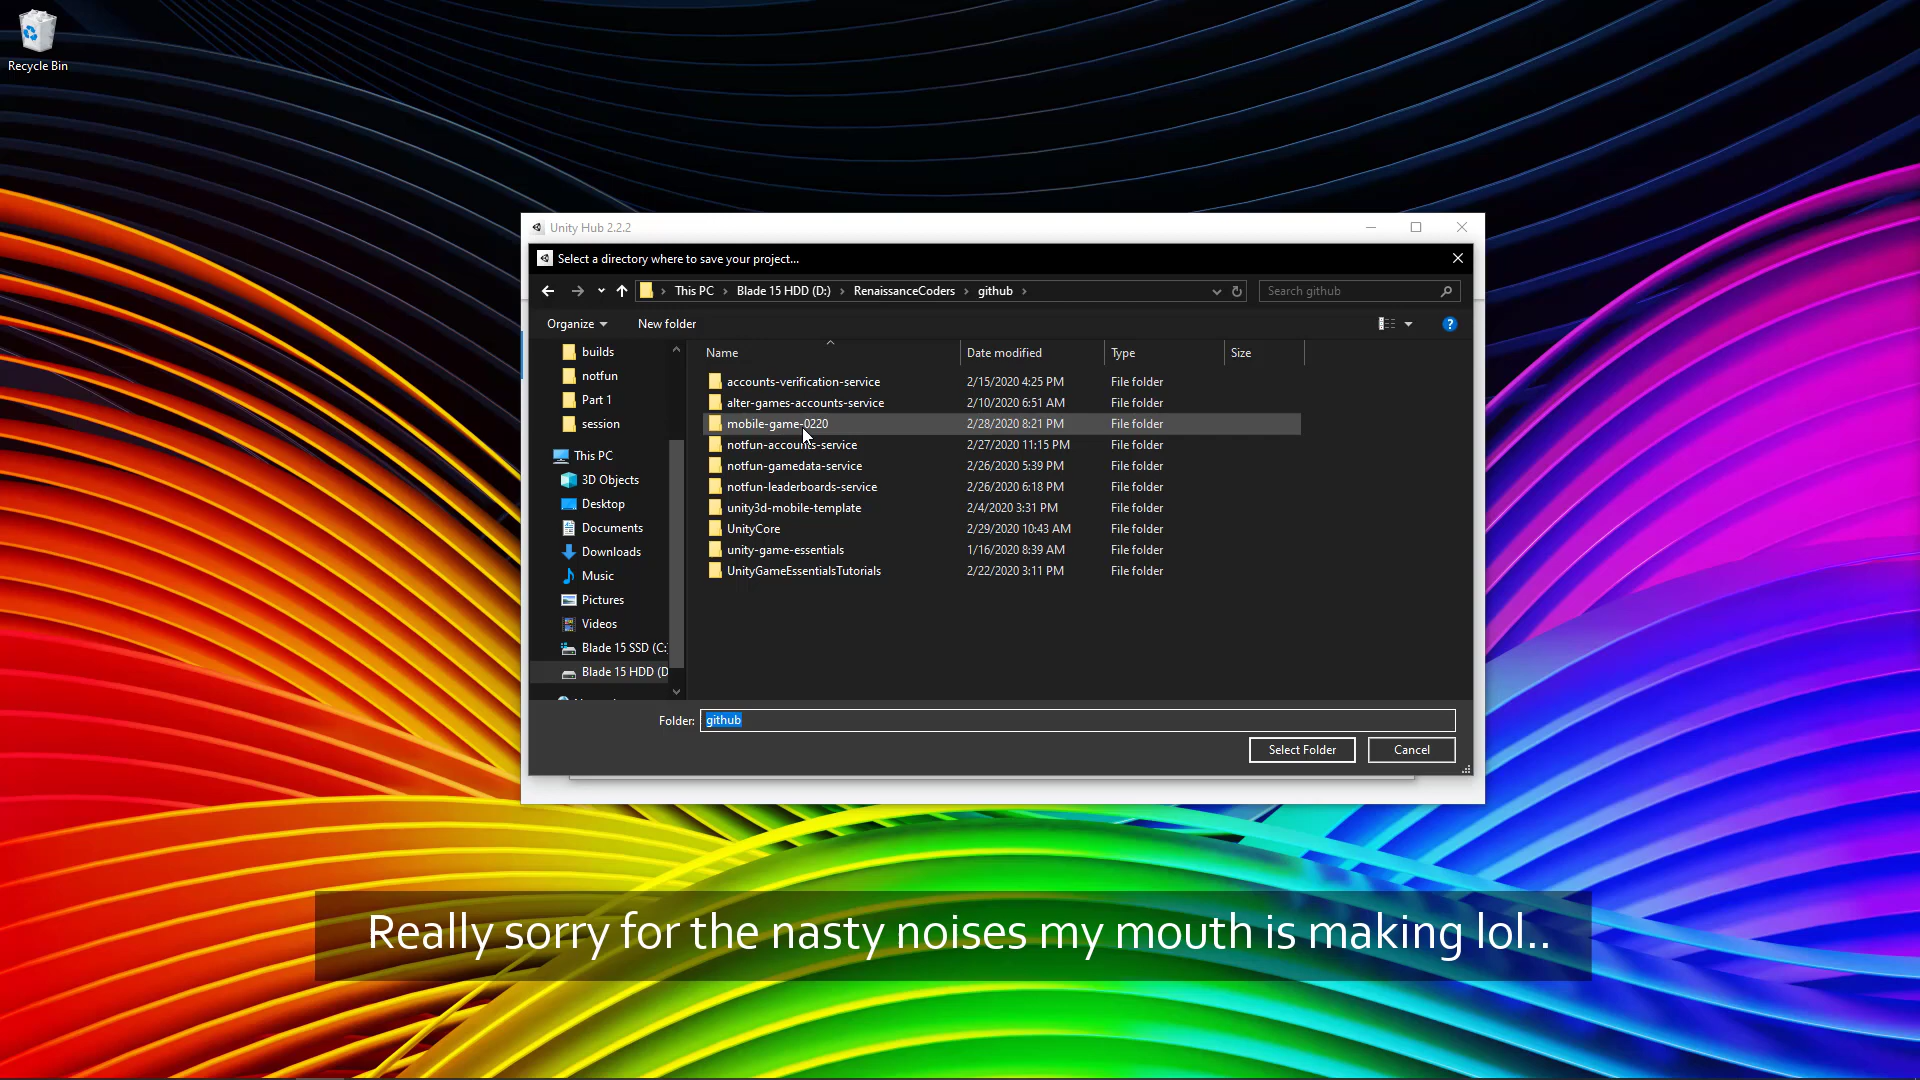 Recycle Bin
Unity Hub 2.2.2
Select a directory where to save your project...
This PC > Blade 15 HDD (D:) > RenaissanceCoders > github >
Search github
Organize
New folder
builds
notfun
Part 1
session
This PC
3D Objects
Desktop
Documents
Downloads
Music
Pictures
Videos
Blade 15 SSD (C:
Blade 15 HDD (D
Name Date modified Type Size
accounts-verification-service 2/15/2020 4:25 PM File folder
alter-games-accounts-service 2/10/2020 6:51 AM File folder
mobile-game-0220 2/28/2020 8:21 PM File folder
notfun-accounts-service 2/27/2020 11:15 PM File folder
notfun-gamedata-service 2/26/2020 5:39 PM File folder
notfun-leaderboards-service 2/26/2020 6:18 PM File folder
unity3d-mobile-template 2/4/2020 3:31 PM File folder
UnityCore 2/29/2020 10:43 AM File folder
unity-game-essentials 1/16/2020 8:39 AM File folder
UnityGameEssentialsTutorials 2/22/2020 3:11 PM File folder
Folder: github
Select Folder
Cancel
Really sorry for the nasty noises my mouth is making lol..